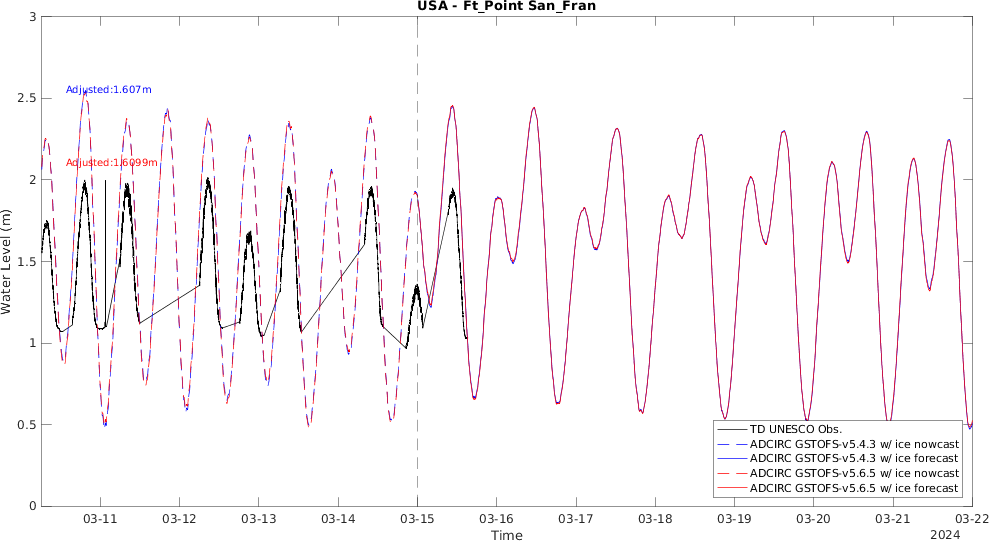 USA - Ft_Point San_Fran
3
2.5
2
1.5
1
0.5
0
Water Level (m)
Adjusted:1.607m
Adjusted:1.6099m
TD UNESCO Obs.
ADCIRC GSTOFS-v5.4.3 w/ ice nowcast
ADCIRC GSTOFS-v5.4.3 w/ ice forecast
ADCIRC GSTOFS-v5.6.5 w/ ice nowcast
ADCIRC GSTOFS-v5.6.5 w/ ice forecast
03-11 03-12 03-13 03-14 03-15 03-16 03-17 03-18 03-19 03-20 03-21 03-22
Time
2024